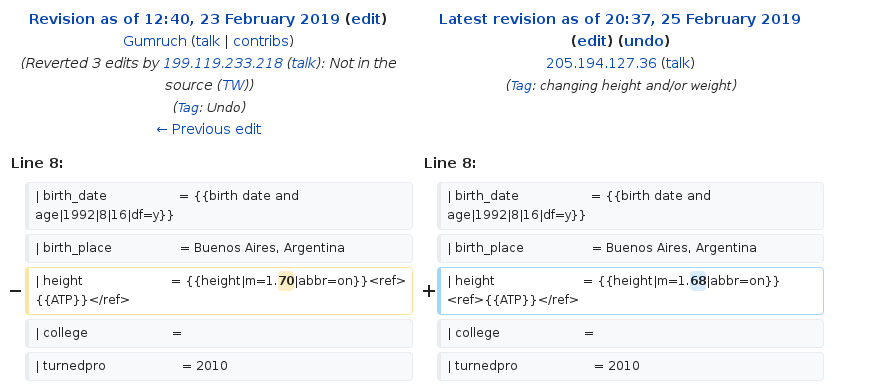 Revision as of 12:40, 23 February 2019 (edit)
Gumruch (talk | contribs)
(Reverted 3 edits by 199.119.233.218 (talk): Not in the
source (TW))
(Tag: Undo)
← Previous edit
Latest revision as of 20:37, 25 February 2019
(edit) (undo)
205.194.127.36 (talk)
(Tag: changing height and/or weight)
Line 8:
Line 8:
| birth_date = {{birth date and
age|1992|8|16|df=y}}
| birth_date = {{birth date and
age|1992|8|16|df=y}}
| birth_place = Buenos Aires, Argentina
| birth_place = Buenos Aires, Argentina
− | height = {{height|m=1.70|abbr=on}}<ref>
{{ATP}}</ref>
+ | height = {{height|m=1.68|abbr=on}}
<ref>{{ATP}}</ref>
| college =
| college =
| turnedpro = 2010
| turnedpro = 2010